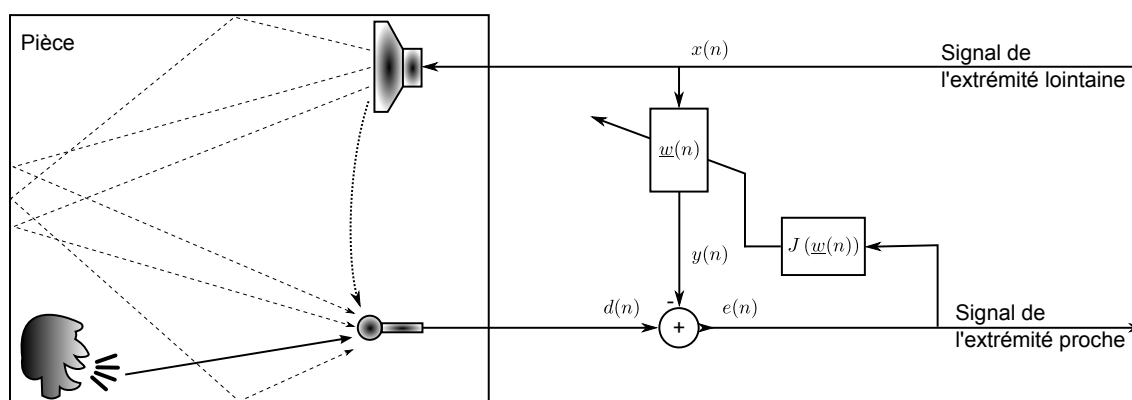 Pièce
x(n)
Signal de
l'extrémité lointaine
w(n)
J (w(n))
y(n)
-
d(n)
+
e(n)
Signal de
l'extrémité proche